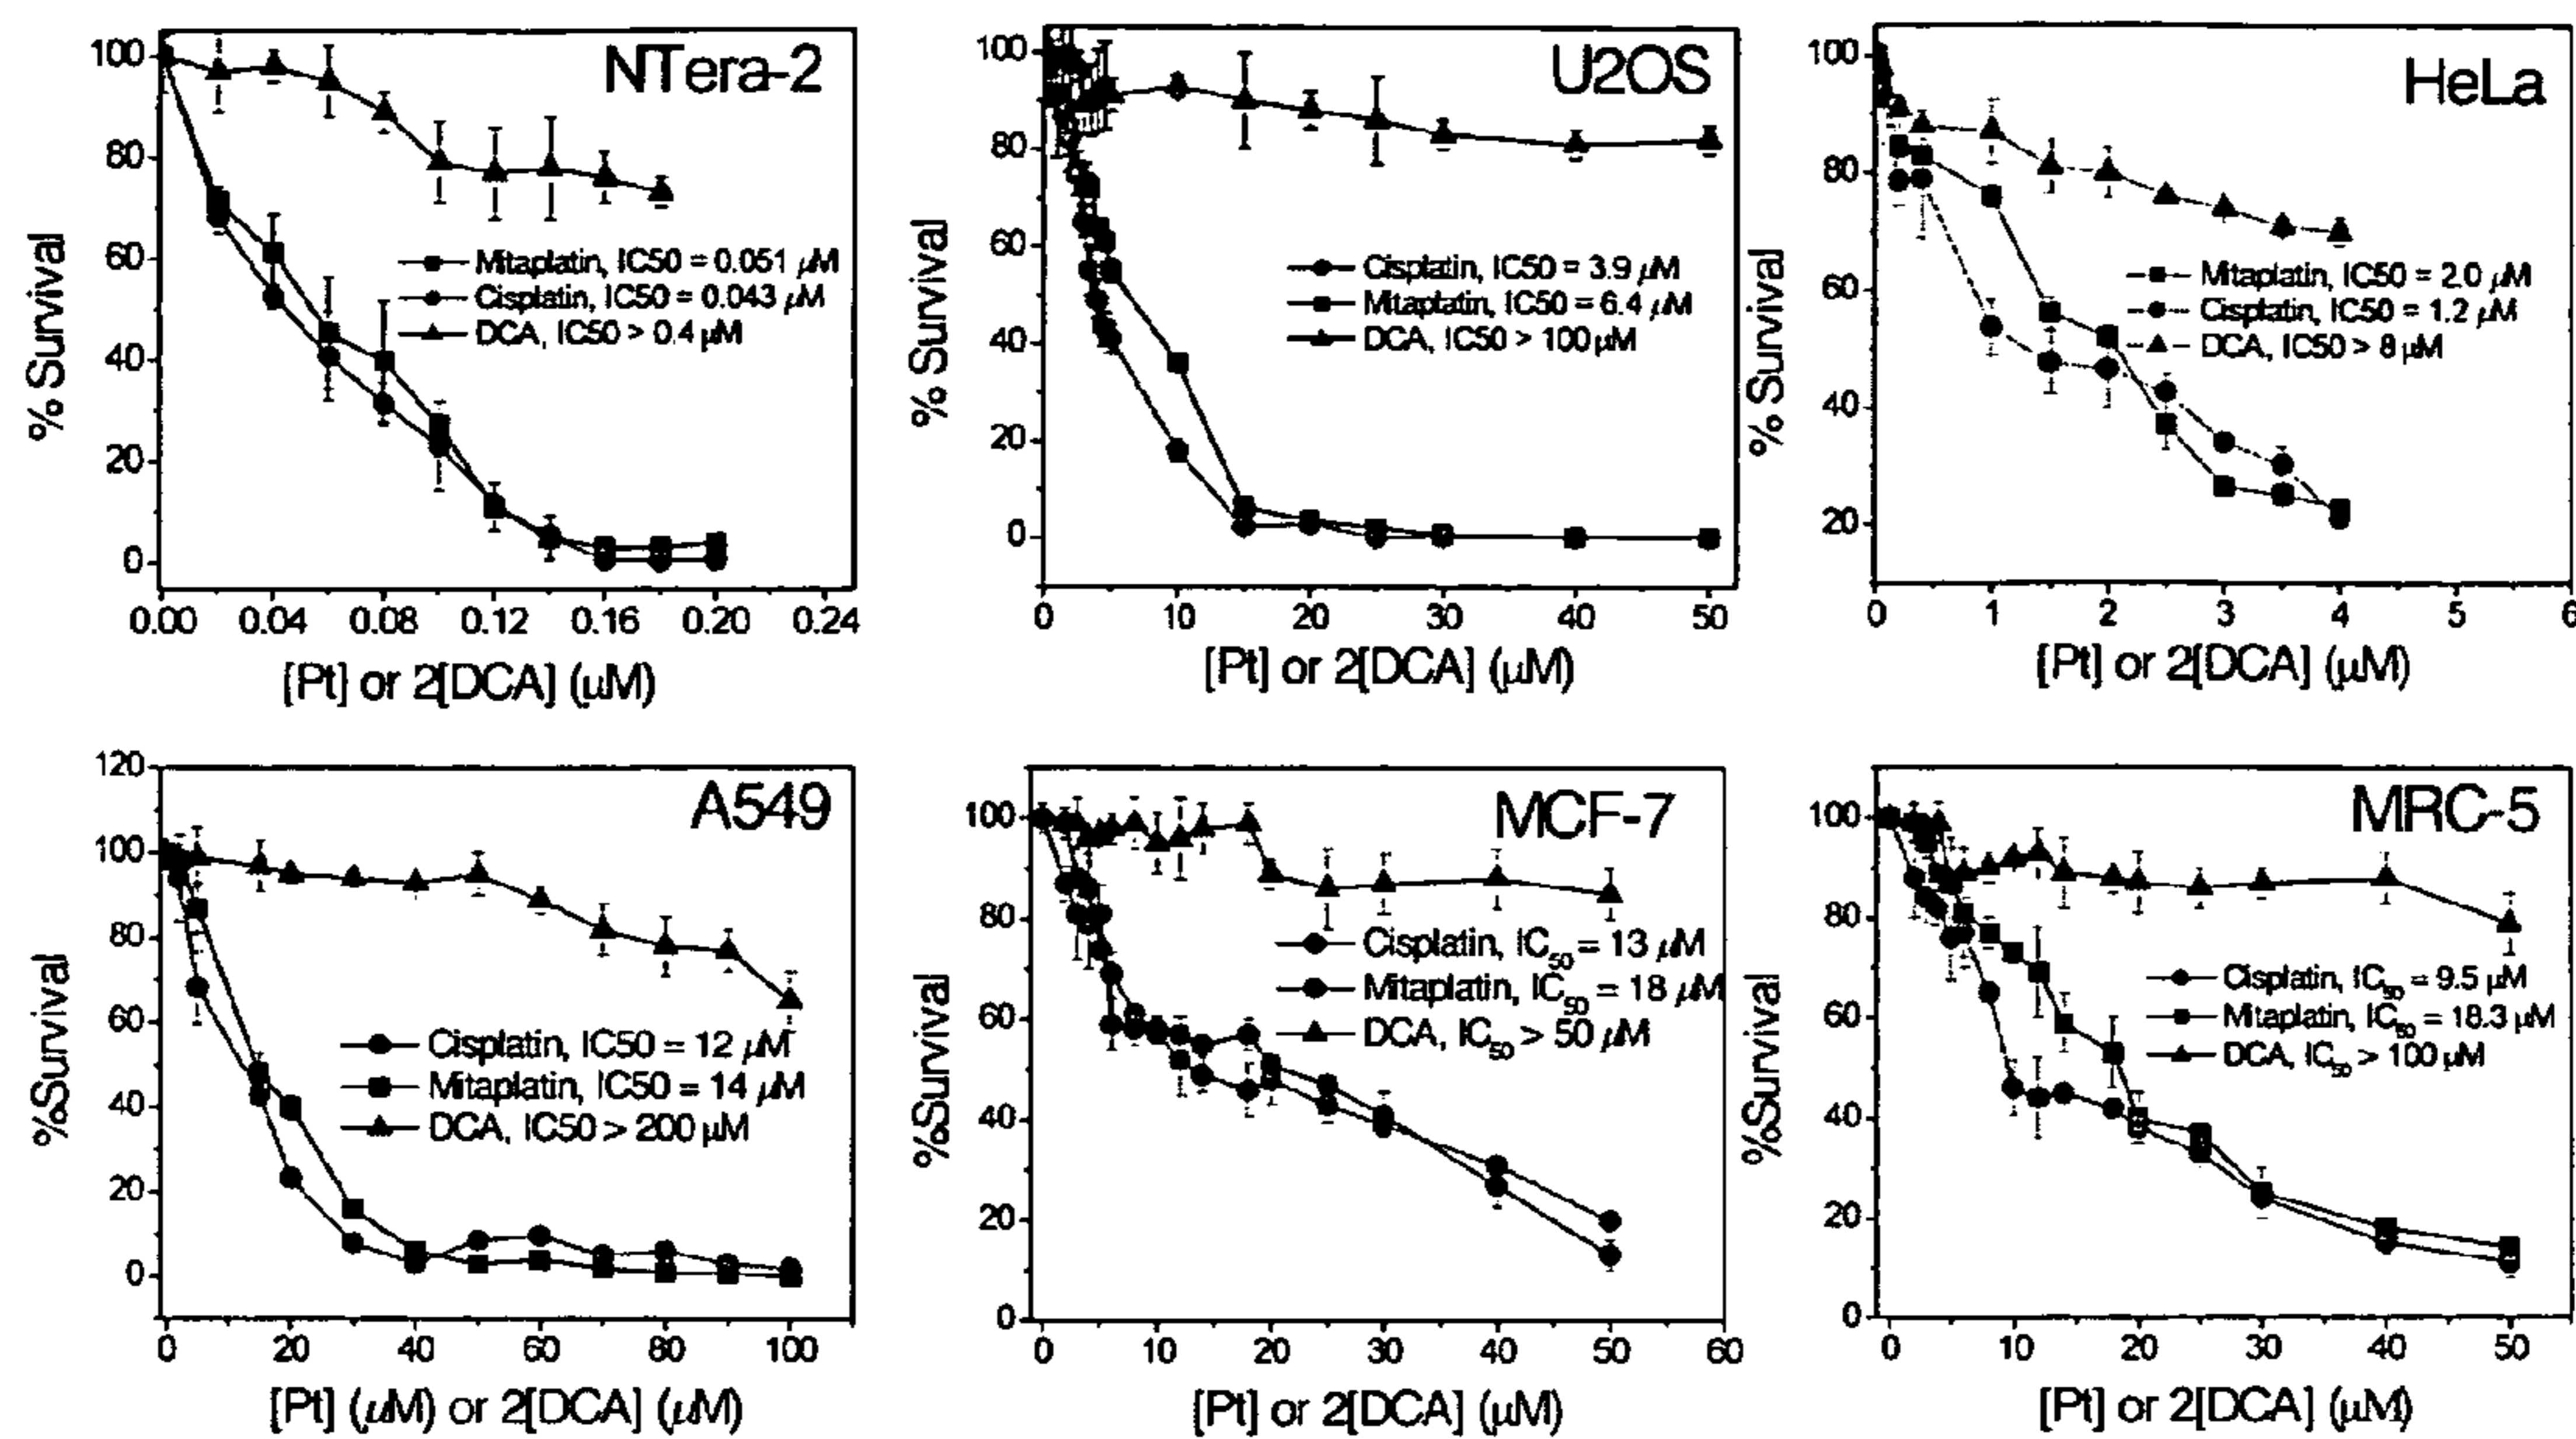 NTera-2
100
80
60
40
20
0
% Survival
Mitaplatin, IC50 = 0.051 μM
Cisplatin, IC50 = 0.043 μM
DCA, IC50 > 0.4 μM
0.00 0.04 0.08 0.12 0.16 0.20 0.24
[Pt] or 2[DCA] (μM)
U2OS
100
80
60
40
20
0
% Survival
Cisplatin, IC50 = 3.9 μM
Mitaplatin, IC50 = 6.4 μM
DCA, IC50 > 100 μM
0 10 20 30 40 50
[Pt] or 2[DCA] (μM)
HeLa
100
80
60
40
20
% Survival
Mitaplatin, IC50 = 2.0 μM
Cisplatin, IC50 = 1.2 μM
DCA, IC50 > 8 μM
0 1 2 3 4 5 6
[Pt] or 2[DCA] (μM)
A549
120
100
80
60
40
20
0
%Survival
Cisplatin, IC50 = 12 μM
Mitaplatin, IC50 = 14 μM
DCA, IC50 > 200 μM
0 20 40 60 80 100
[Pt] (μM) or 2[DCA] (μM)
MCF-7
100
80
60
40
20
0
%Survival
Cisplatin, IC50 = 13 μM
Mitaplatin, IC50 = 18 μM
DCA, IC50 > 50 μM
0 10 20 30 40 50 60
[Pt] or 2[DCA] (μM)
MRC-5
100
80
60
40
20
0
%Survival
Cisplatin, IC50 = 9.5 μM
Mitaplatin, IC50 = 18.3 μM
DCA, IC50 > 100 μM
0 10 20 30 40 50
[Pt] or 2[DCA] (μM)